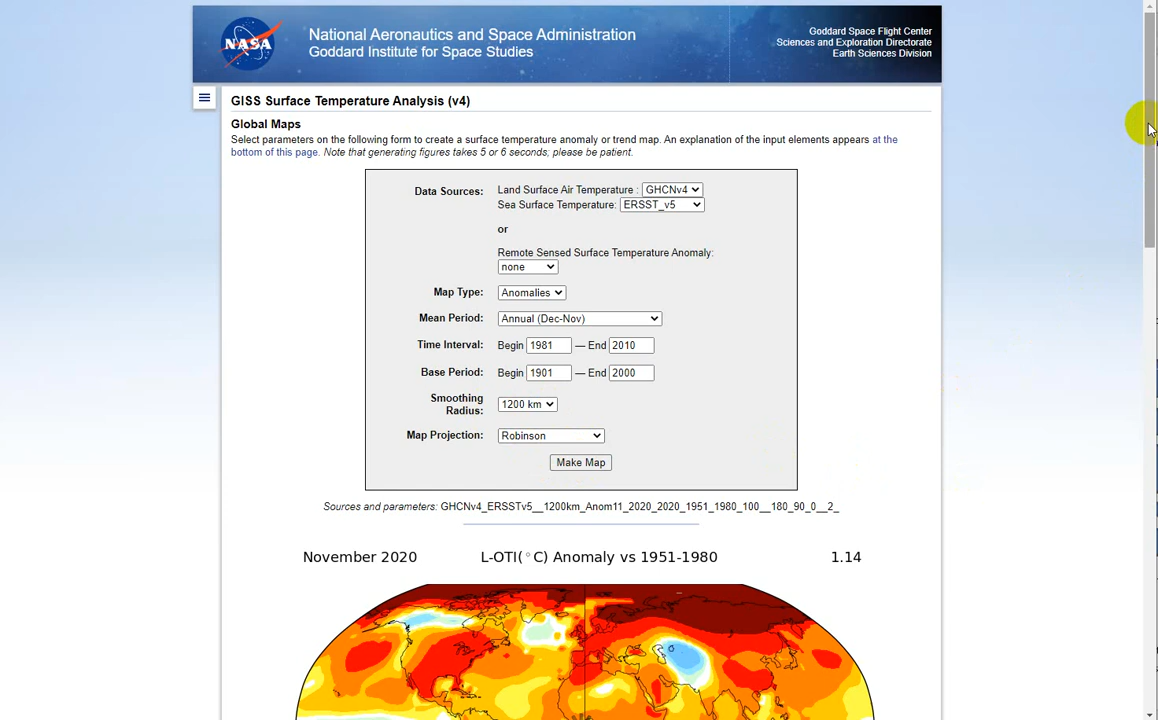 NASA
National Aeronautics and Space Administration
Goddard Institute for Space Studies
Goddard Space Flight Center
Sciences and Exploration Directorate
Earth Sciences Division
GISS Surface Temperature Analysis (v4)
Global Maps
Select parameters on the following form to create a surface temperature anomaly or trend map. An explanation of the input elements appears at the
bottom of this page. Note that generating figures takes 5 or 6 seconds; please be patient.
Data Sources: Land Surface Air Temperature : GHCNv4
Sea Surface Temperature: ERSST_v5
or
Remote Sensed Surface Temperature Anomaly:
none
Map Type: Anomalies
Mean Period: Annual (Dec-Nov)
Time Interval: Begin 1981 — End 2010
Base Period: Begin 1901 — End 2000
Smoothing
Radius: 1200 km
Map Projection: Robinson
Make Map
Sources and parameters: GHCNv4_ERSSTv5__1200km_Anom11_2020_2020_1951_1980_100__180_90_0__2_
November 2020 L-OTI(°C) Anomaly vs 1951-1980 1.14